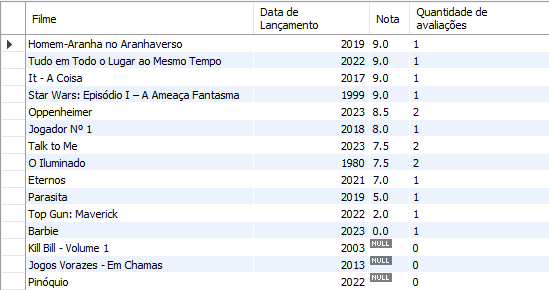 Filme Data de Lançamento Nota Quantidade de avaliações
Homem-Aranha no Aranhaverso 2019 9.0 1
Tudo em Todo o Lugar ao Mesmo Tempo 2022 9.0 1
It - A Coisa 2017 9.0 1
Star Wars: Episódio I – A Ameaça Fantasma 1999 9.0 1
Oppenheimer 2023 8.5 2
Jogador Nº 1 2018 8.0 1
Talk to Me 2023 7.5 2
O Iluminado 1980 7.5 2
Eternos 2021 7.0 1
Parasita 2019 5.0 1
Top Gun: Maverick 2022 2.0 1
Barbie 2023 0.0 1
Kill Bill - Volume 1 2003 NULL 0
Jogos Vorazes - Em Chamas 2013 NULL 0
Pinóquio 2022 NULL 0